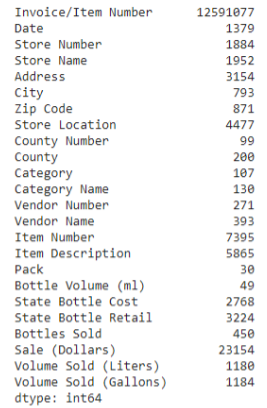 Invoice/Item Number 12591077
Date 1379
Store Number 1884
Store Name 1952
Address 3154
City 793
Zip Code 871
Store Location 4477
County Number 99
County 200
Category 107
Category Name 130
Vendor Number 271
Vendor Name 393
Item Number 7395
Item Description 5865
Pack 30
Bottle Volume (ml) 49
State Bottle Cost 2768
State Bottle Retail 3224
Bottles Sold 450
Sale (Dollars) 23154
Volume Sold (Liters) 1180
Volume Sold (Gallons) 1184
dtype: int64